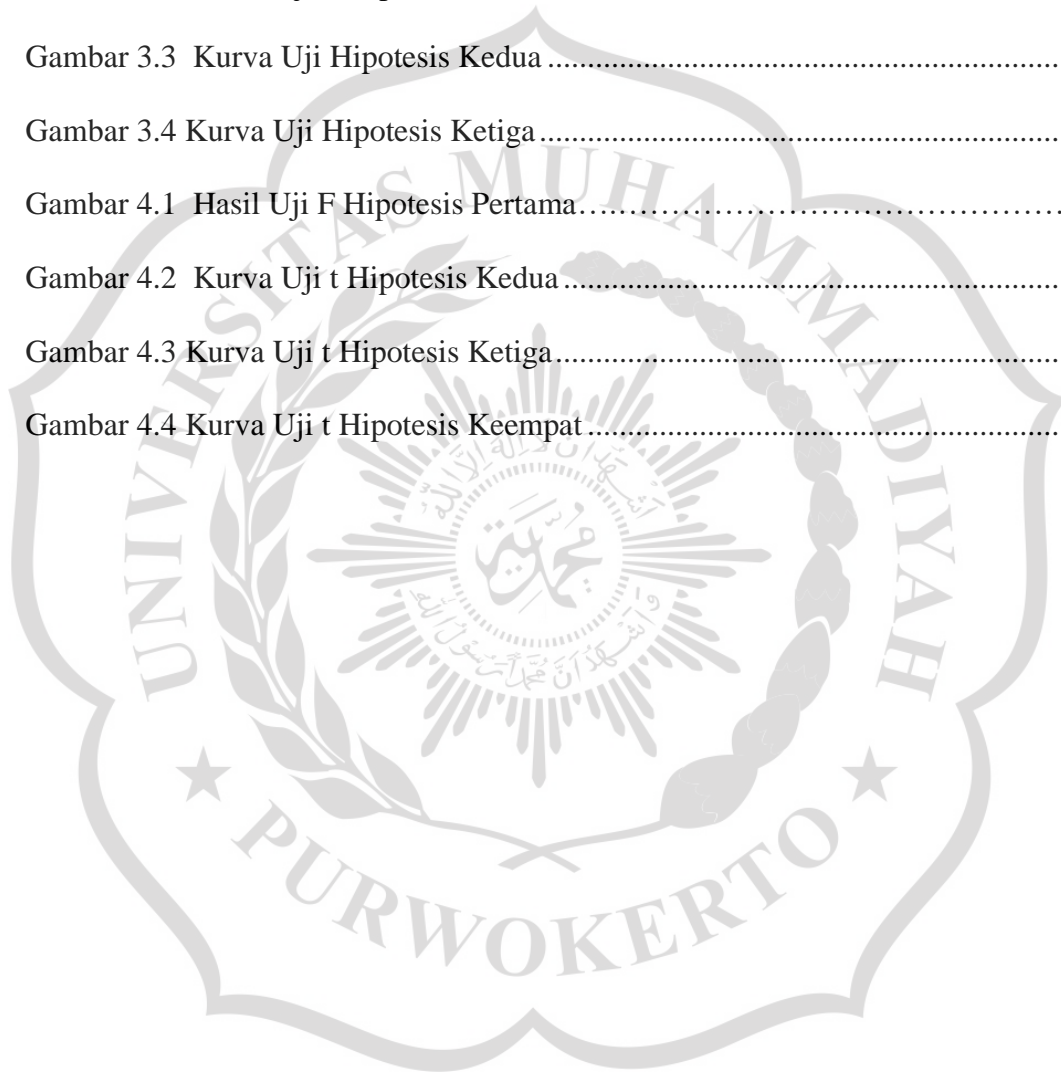 Gambar 3.3  Kurva Uji Hipotesis Kedua ..............................................................................
Gambar 3.4 Kurva Uji Hipotesis Ketiga ...............................................................................
Gambar 4.1  Hasil Uji F Hipotesis Pertama….……………………………………
Gambar 4.2  Kurva Uji t Hipotesis Kedua ............................................................................
Gambar 4.3 Kurva Uji t Hipotesis Ketiga.............................................................................
Gambar 4.4 Kurva Uji t Hipotesis Keempat ........................................................................
UNIVERSITAS MUHAMMADIYAH
PURWOKERTO